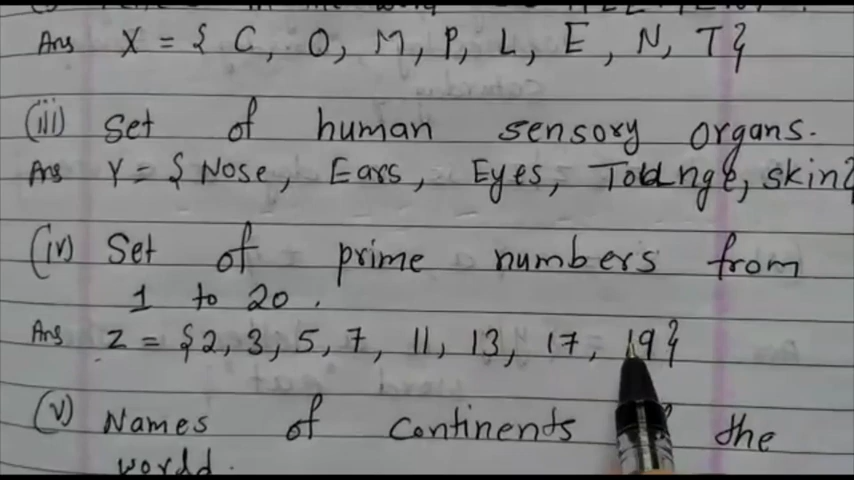 Ans X = { C, O, M, P, L, E, N, T}
(iii) Set of human sensory organs.
Ans Y = { Nose, Ears, Eyes, Tounge, skin}
(iv) Set of prime numbers from
1 to 20.
Ans Z = {2, 3, 5, 7, 11, 13, 17, 19}
(v) Names of continents the
world.